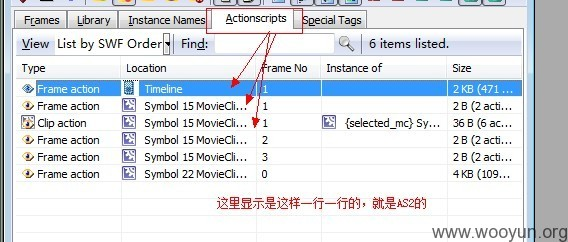 Frames Library Instance Names Actionscripts Special Tags
View List by SWF Order Find: 6 items listed.
Type Location Frame No Instance of Size
Frame action Timeline 1 2 KB (471 ...
Frame action Symbol 15 MovieCli... 1 2 B (2 acti...
Clip action Symbol 15 MovieCli... 1 {selected_mc} Sy... 36 B (6 ac...
Frame action Symbol 15 MovieCli... 2 2 B (2 acti...
Frame action Symbol 15 MovieCli... 3 2 B (2 acti...
Frame action Symbol 22 MovieCli... 0 4 KB (109...
这里显示是这样一行一行的，就是AS2的
www.wooyun.org